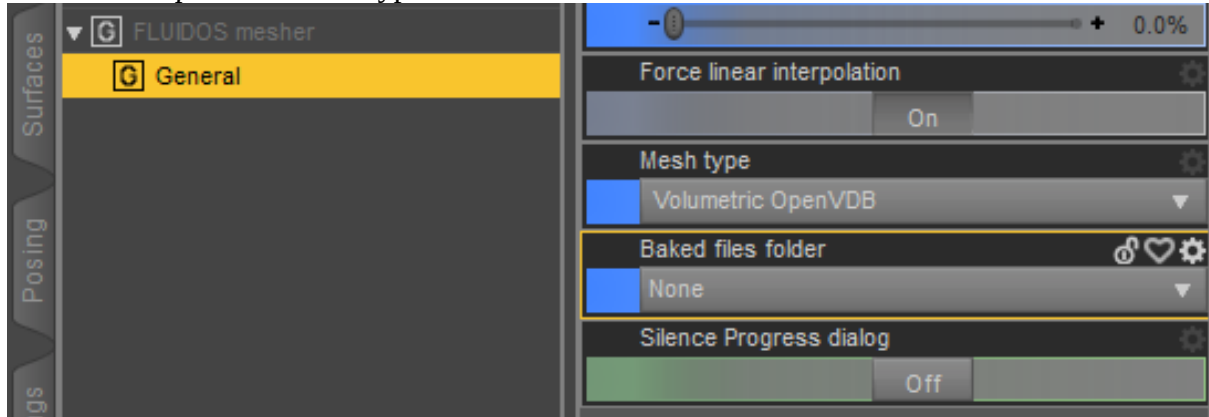 Surfaces
Posing
gs
FLUIDOS mesher
G General
- + 0.0%
Force linear interpolation
On
Mesh type
Volumetric OpenVDB
Baked files folder
None
Silence Progress dialog
Off